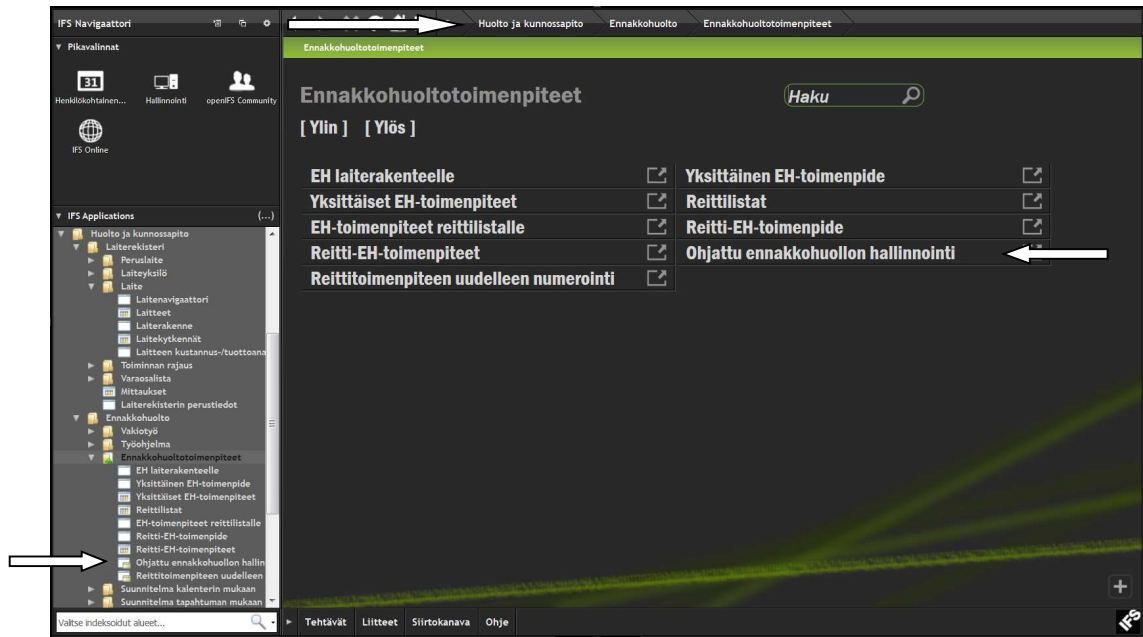 IFS Navigaattori
Pikavalinnat
31
Henkilökohtainen...
Hallinnointi
openIFS Community
IFS Online
IFS Applications
(...)
Huolto ja kunnossapito
Laiterekisteri
Peruslaite
Laiteyksilö
Laite
Laitenavigaattori
Laitteet
Laiterakenne
Laitekytkennät
Laitteen kustannus-/tuottoana
Toiminnan rajaus
Varaosalista
Mittaukset
Laiterekisterin perustiedot
Ennakkohuolto
Vakiotyö
Työohjelma
Ennakkohuoltotoimenpiteet
EH laiterakenteelle
Yksittäinen EH-toimenpide
Yksittäiset EH-toimenpiteet
Reittilistat
EH-toimenpiteet reittilistalle
Reitti-EH-toimenpide
Reitti-EH-toimenpiteet
Ohjattu ennakkohuollon hallin
Reittitoimenpiteen uudelleen
Suunnitelma kalenterin mukaan
Suunnitelma tapahtuman mukaan
Valitse indeksoidut alueet...
Huolto ja kunnossapito
Ennakkohuolto
Ennakkohuoltotoimenpiteet
Ennakkohuoltotoimenpiteet
Ennakkohuoltotoimenpiteet
Haku
[ Ylin ] [ Ylös ]
EH laiterakenteelle
Yksittäinen EH-toimenpide
Yksittäiset EH-toimenpiteet
Reittilistat
EH-toimenpiteet reittilistalle
Reitti-EH-toimenpide
Reitti-EH-toimenpiteet
Ohjattu ennakkohuollon hallinnointi
Reittitoimenpiteen uudelleen numerointi
Tehtävät
Liitteet
Siirtokanava
Ohje
IFS